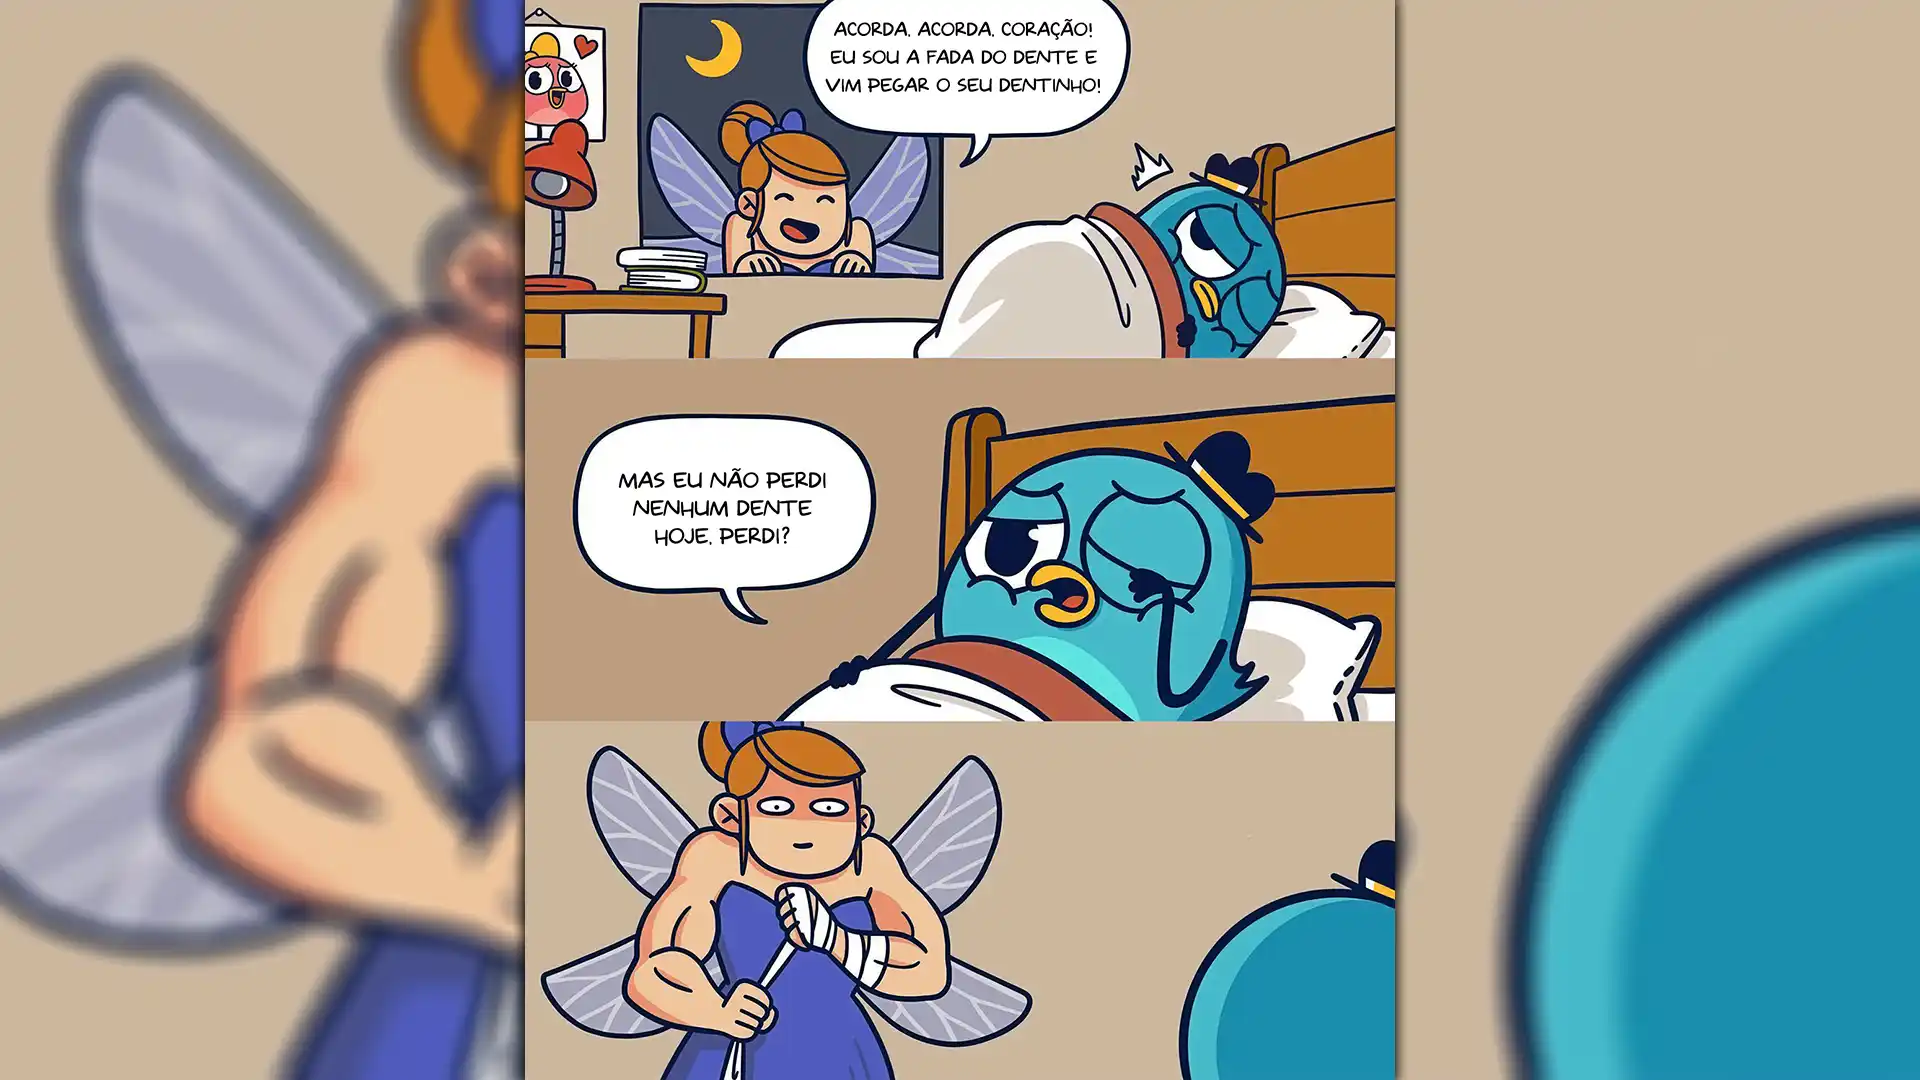 ACORDA, ACORDA, CORAÇÃO!
EU SOU A FADA DO DENTE E
VIM PEGAR O SEU DENTINHO!
MAS EU NÃO PERDI
NENHUM DENTE
HOJE, PERDI?